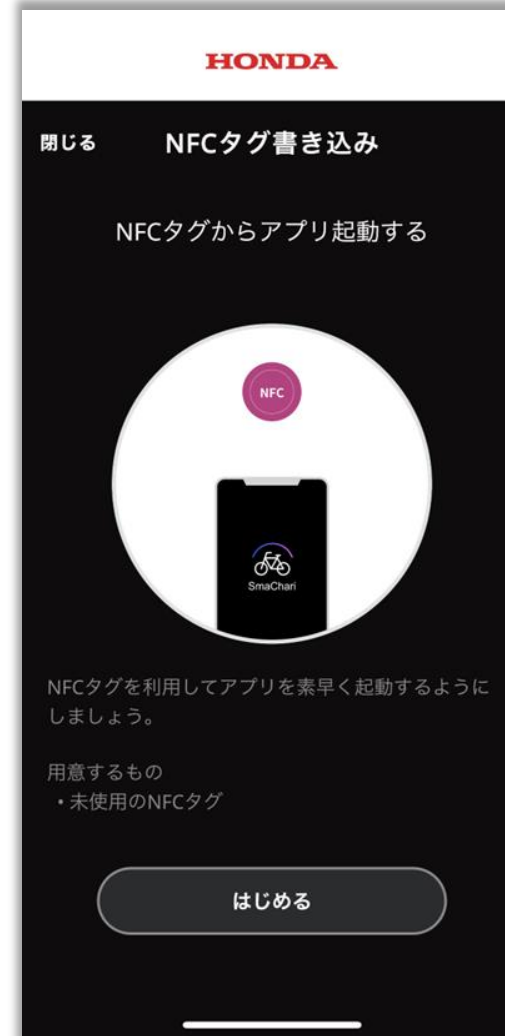 HONDA
閉じる
NFCタグ書き込み
NFCタグからアプリ起動する
NFC
SmaChari
NFCタグを利用してアプリを素早く起動するように
しましょう。
用意するもの
・未使用のNFCタグ
はじめる